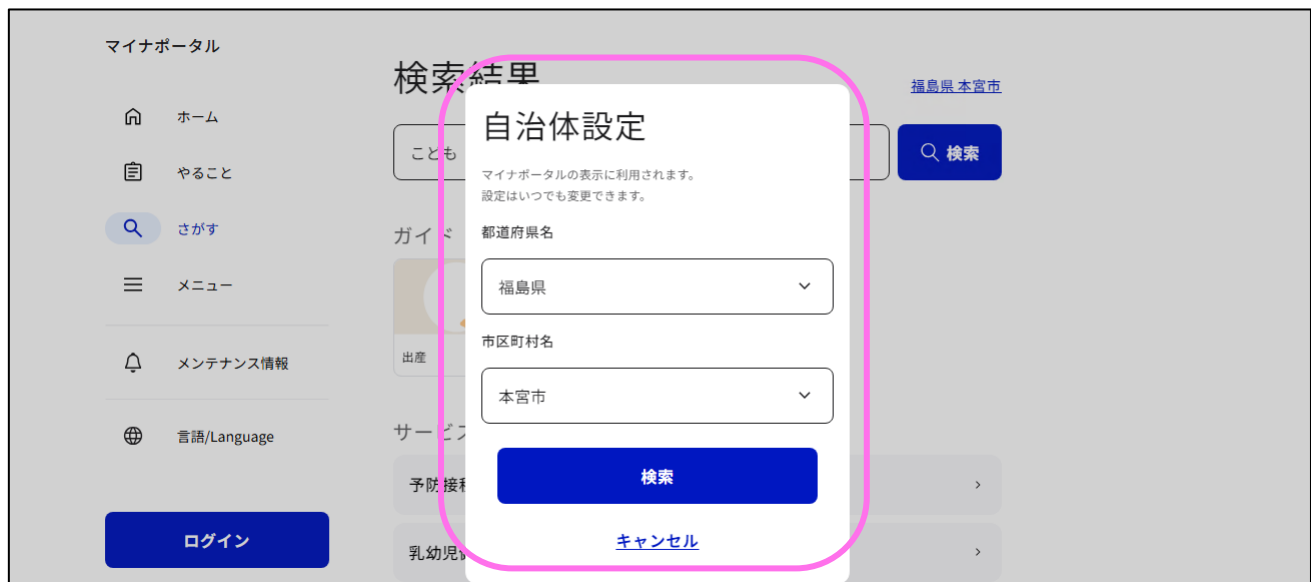 マイナポータル
ホーム
やること
さがす
メニュー
メンテナンス情報
言語/Language
ログイン
検索結果
福島県 本宮市
こども
検索
ガイド
出産
サービス
予防接種
乳幼児
自治体設定
マイナポータルの表示に利用されます。
設定はいつでも変更できます。
都道府県名
福島県
市区町村名
本宮市
検索
キャンセル